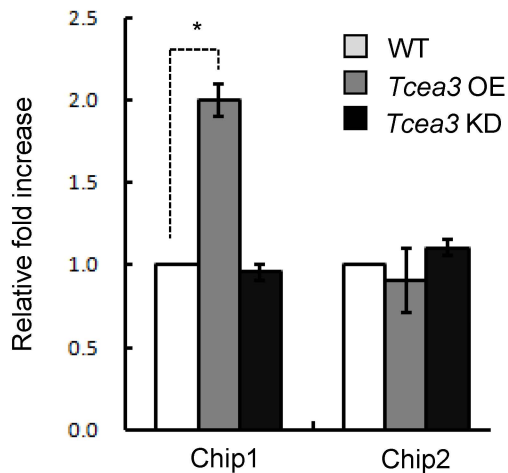 Relative fold increase
2.5
2.0
1.5
1.0
0.5
0.0
*
WT
Tcea3 OE
Tcea3 KD
Chip1
Chip2